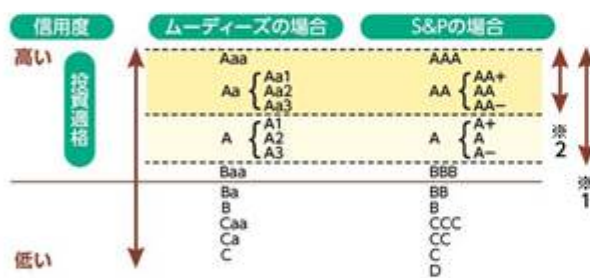 信用度 ムーディーズの場合 S&Pの場合
高い Aaa AAA
投資適格
Aa { Aa1 Aa2 Aa3 AA { AA+ AA AA−
A { A1 A2 A3 A { A+ A A−
※2
※1
Baa BBB
Ba BB
B B
Caa CCC
Ca CC
低い C C
D